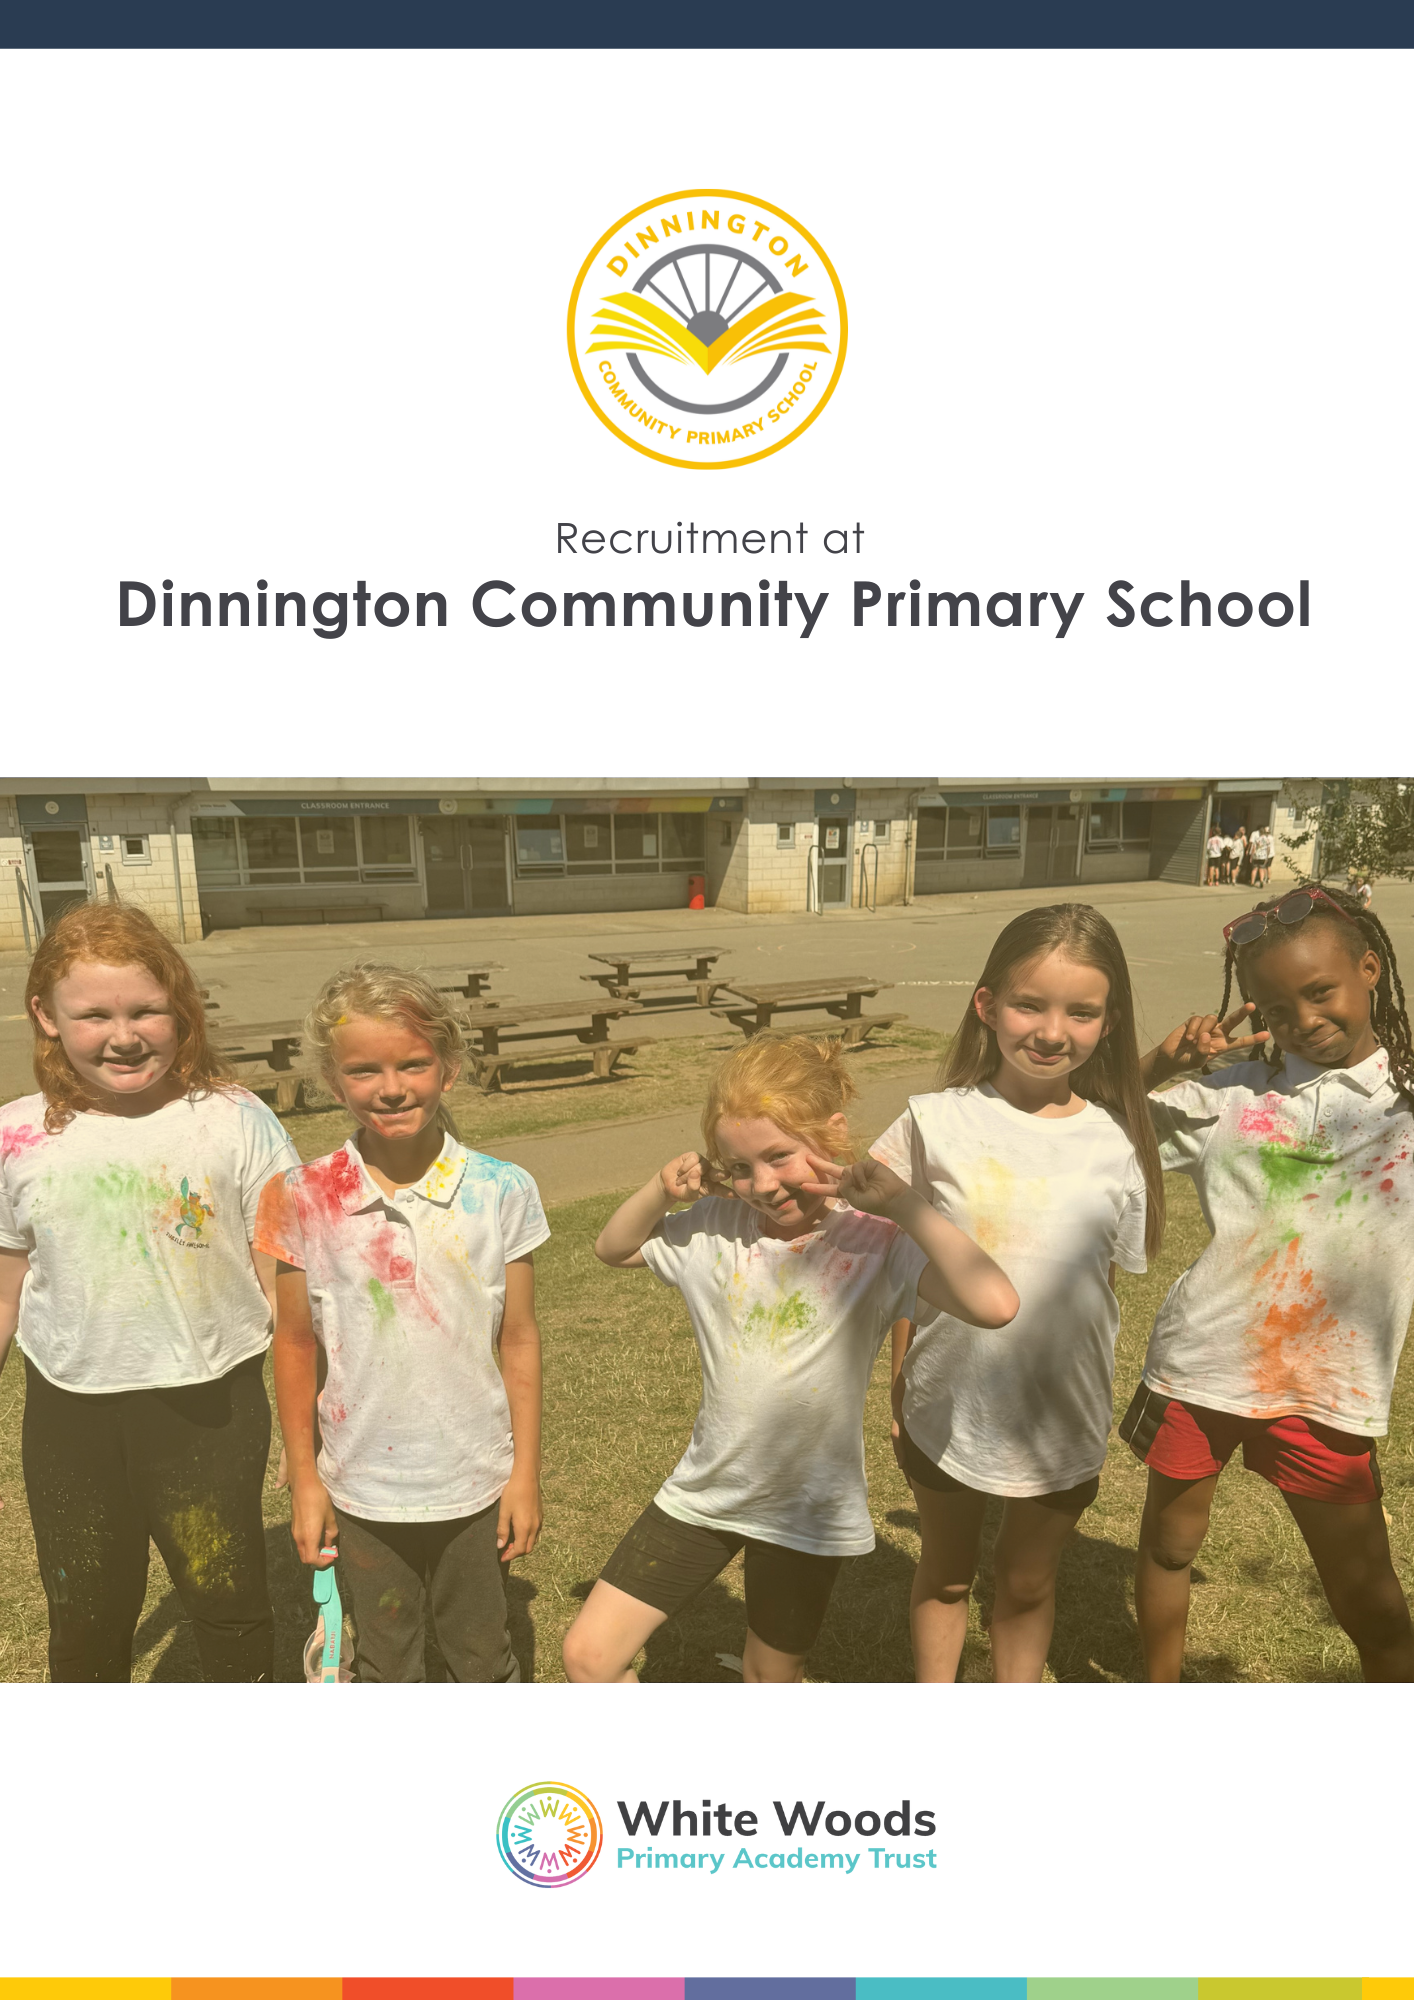 DINNINGTON
COMMUNITY PRIMARY SCHOOL
Recruitment at
Dinnington Community Primary School
CLASSROOM ENTRANCE
CLASSROOM ENTRANCE
White Woods
Primary Academy Trust